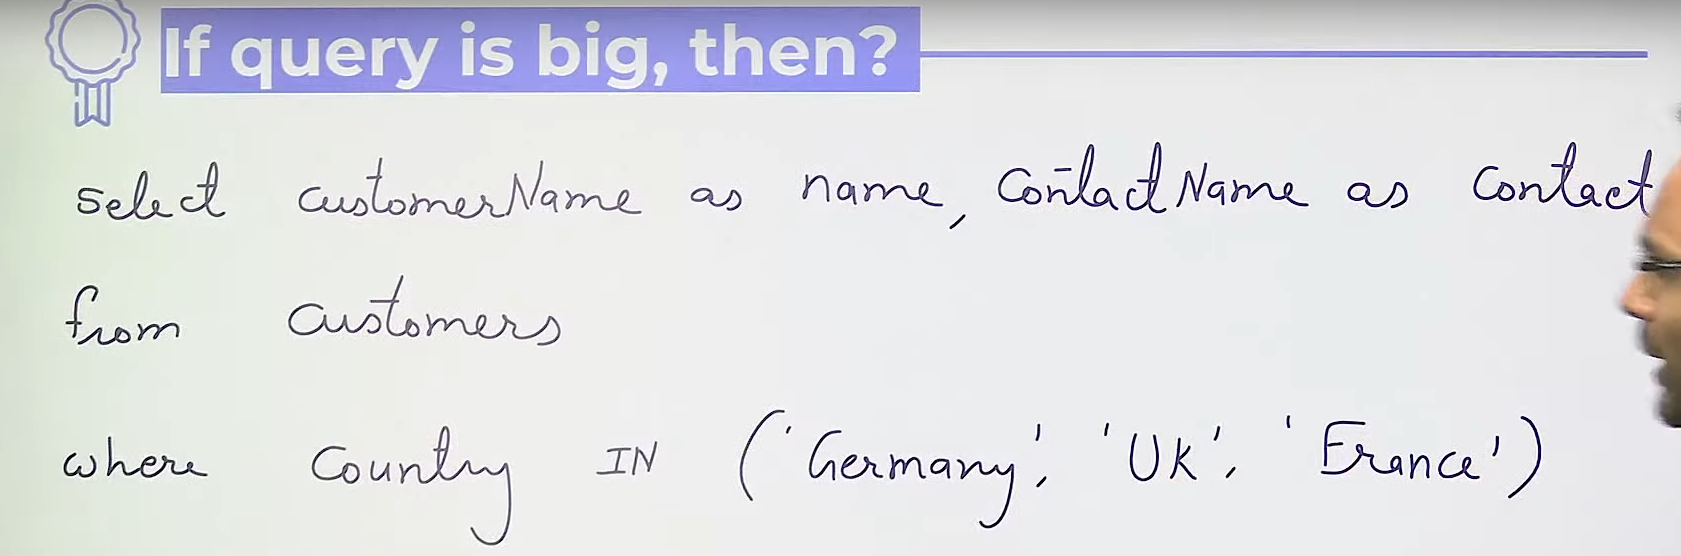 If query is big, then?
select customerName as name, ContactName as Contact
from customers
where Country IN ('Germany', 'UK', 'France')